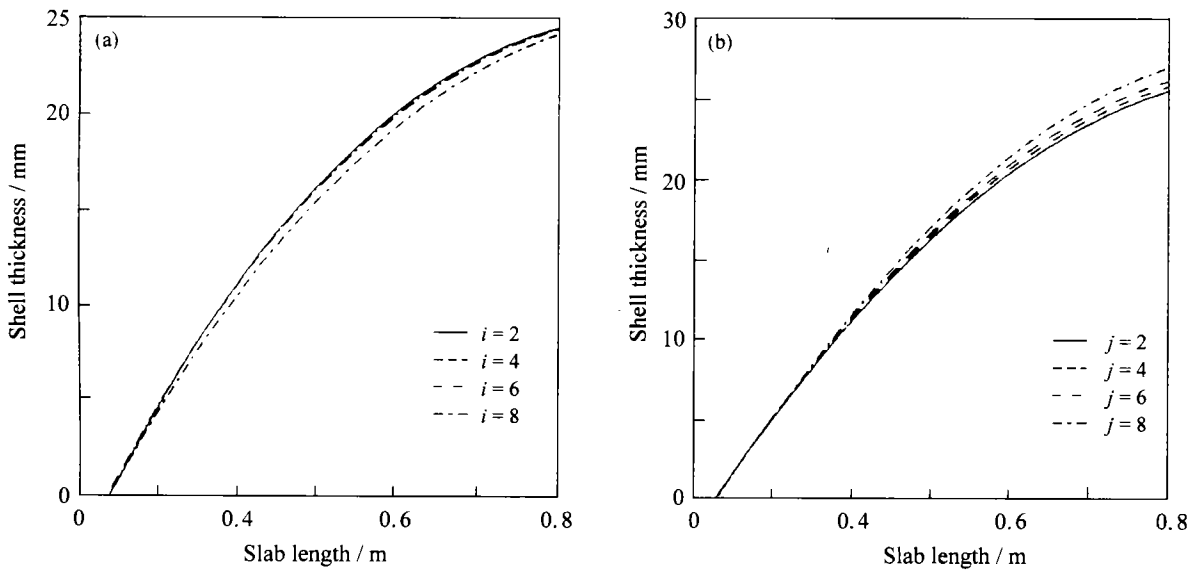 (a)
25
20
10
0
Shell thickness / mm
i = 2
i = 4
i = 6
i = 8
0
0.4
0.6
0.8
Slab length / m
(b)
30
20
10
0
Shell thickness / mm
j = 2
j = 4
j = 6
j = 8
0
0.4
0.6
0.8
Slab length / m